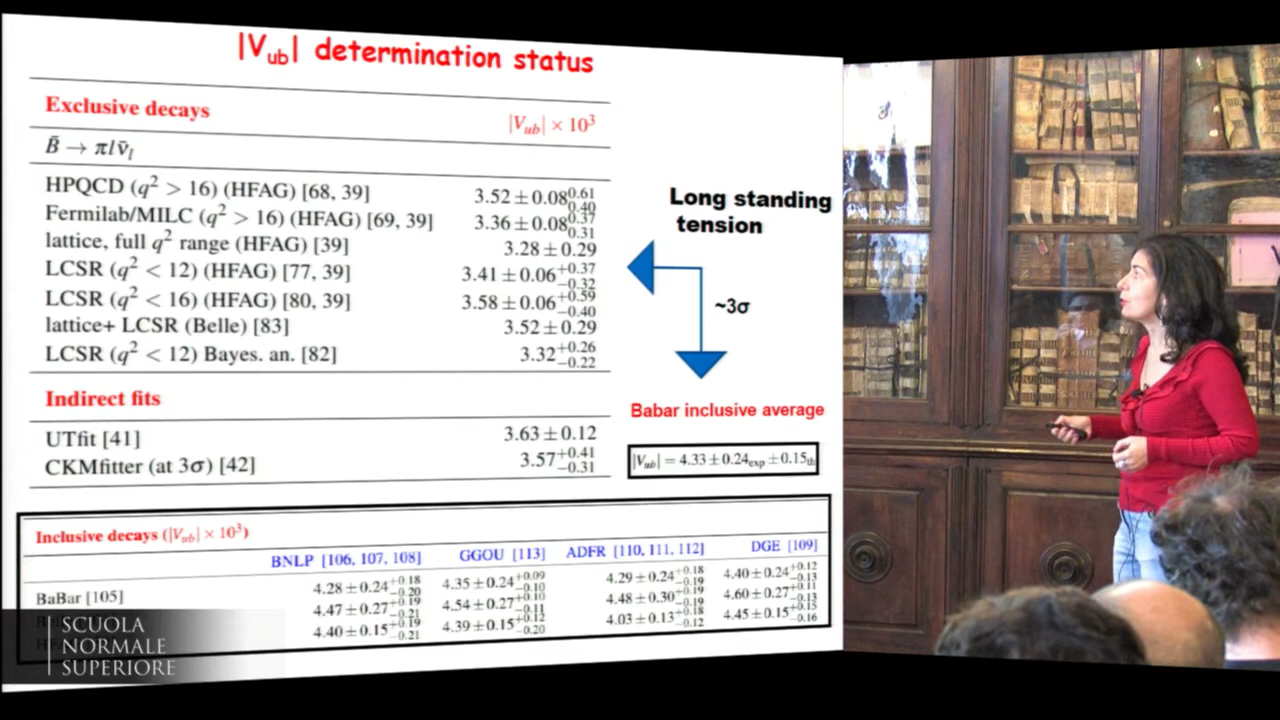 |V_ub| determination status
Exclusive decays |V_ub| × 10³
B̄ → πlν̄_l
HPQCD (q² > 16) (HFAG) [68, 39] 3.52 ± 0.08 0.61 0.40
Fermilab/MILC (q² > 16) (HFAG) [69, 39] 3.36 ± 0.08 0.37 0.31
lattice, full q² range (HFAG) [39] 3.28 ± 0.29
LCSR (q² < 12) (HFAG) [77, 39] 3.41 ± 0.06 +0.37 −0.32
LCSR (q² < 16) (HFAG) [80, 39] 3.58 ± 0.06 +0.59 −0.40
lattice+ LCSR (Belle) [83] 3.52 ± 0.29
LCSR (q² < 12) Bayes. an. [82] 3.32 +0.26 −0.22
Indirect fits
UTfit [41] 3.63 ± 0.12
CKMfitter (at 3σ) [42] 3.57 +0.41 −0.31
Long standing
tension
~3σ
Babar inclusive average
|V_ub| = 4.33 ± 0.24_exp ± 0.15_th
Inclusive decays (|V_ub| × 10³)
BNLP [106, 107, 108] GGOU [113] ADFR [110, 111, 112] DGE [109]
BaBar [105] 4.28 ± 0.24 +0.18 −0.20 4.35 ± 0.24 +0.09 −0.10 4.29 ± 0.24 +0.18 −0.19 4.40 ± 0.24 +0.12 −0.13
4.47 ± 0.27 +0.19 −0.21 4.54 ± 0.27 +0.10 −0.11 4.48 ± 0.30 +0.19 −0.19 4.60 ± 0.27 +0.11 −0.13
4.40 ± 0.15 +0.19 −0.21 4.39 ± 0.15 +0.12 −0.20 4.03 ± 0.13 +0.18 −0.12 4.45 ± 0.15 +0.15 −0.16
SCUOLA
NORMALE
SUPERIORE